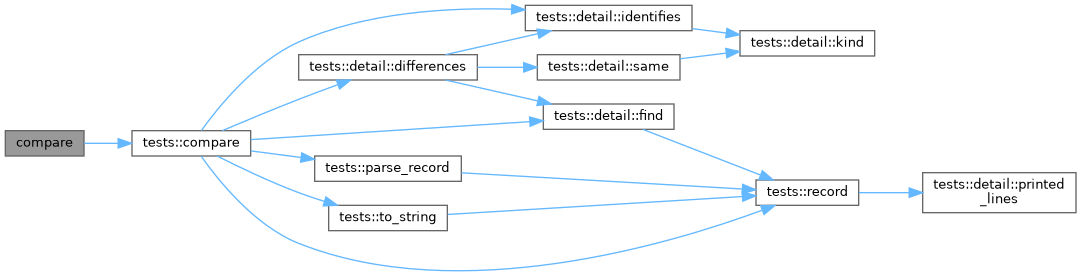 compare
tests::compare
tests::detail::differences
tests::parse_record
tests::to_string
tests::detail::identifies
tests::detail::same
tests::detail::find
tests::detail::kind
tests::record
tests::detail::printed
_lines